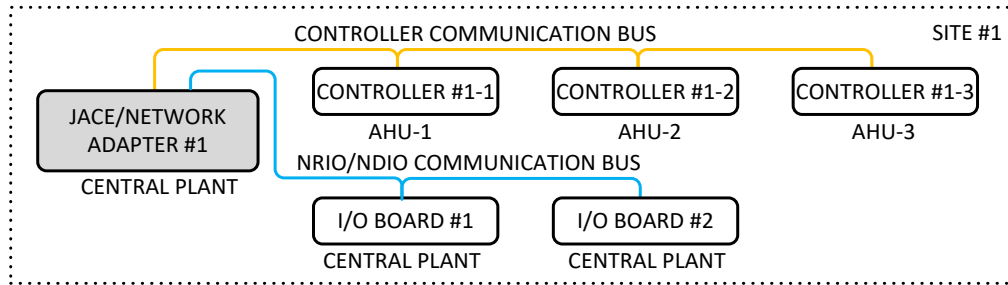 CONTROLLER COMMUNICATION BUS
SITE #1
CONTROLLER #1-1
CONTROLLER #1-2
CONTROLLER #1-3
JACE/NETWORK
ADAPTER #1
AHU-1
AHU-2
AHU-3
NRIO/NDIO COMMUNICATION BUS
CENTRAL PLANT
I/O BOARD #1
I/O BOARD #2
CENTRAL PLANT
CENTRAL PLANT